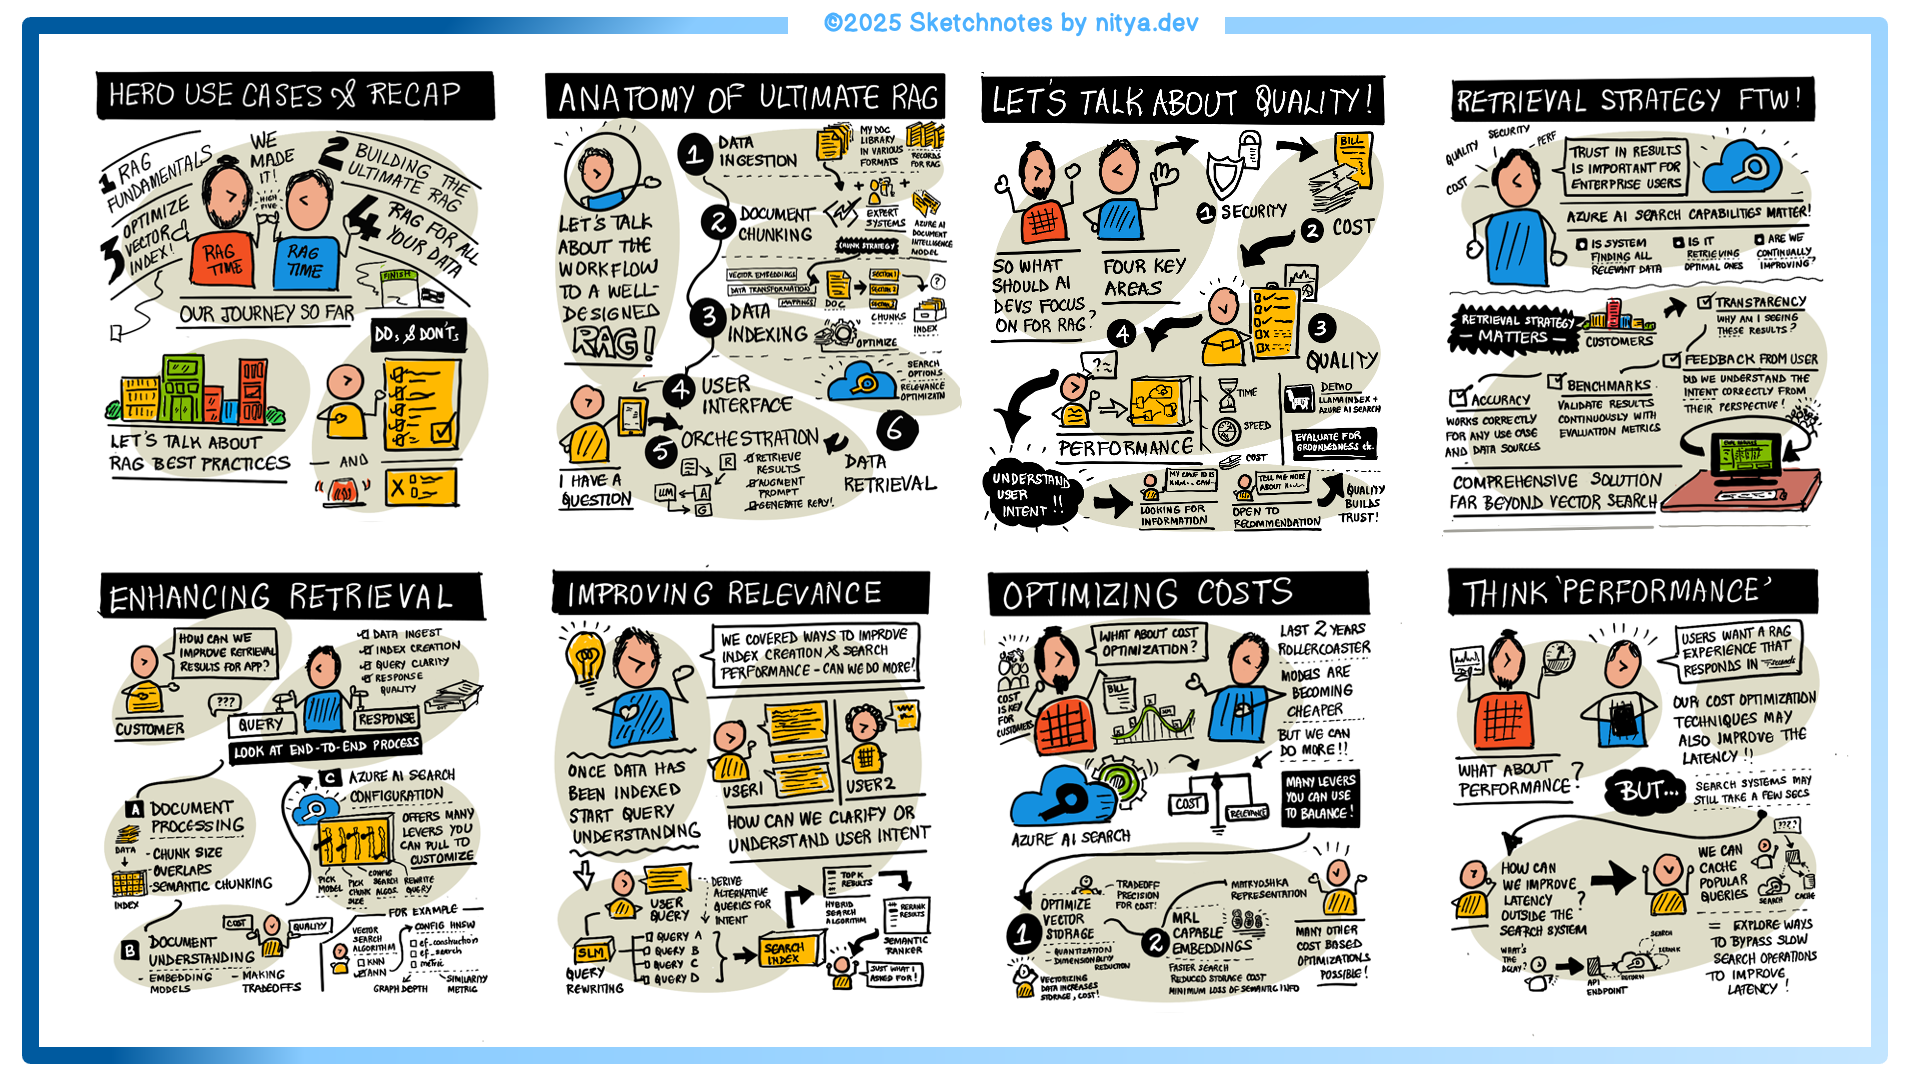 ©2025 Sketchnotes by nitya.dev
HERO USE CASES & RECAP
1 RAG
FUNDAMENTALS
WE
MADE
IT!
2 BUILDING THE
ULTIMATE RAG
3 OPTIMIZE
VECTOR
INDEX!
HIGH
FIVE
4 RAG FOR ALL
YOUR DATA
RAG
TIME
RAG
TIME
FINISH
OUR JOURNEY SO FAR
DOs & DON'Ts
LET'S TALK ABOUT
RAG BEST PRACTICES
AND
ANATOMY OF ULTIMATE RAG
LET'S TALK
ABOUT THE
WORKFLOW
TO A WELL-
DESIGNED
RAG!
1 DATA
INGESTION
MY DOC
LIBRARY
IN VARIOUS
FORMATS
RECORDS
FOR RAG
2 DOCUMENT
CHUNKING
EXPERT
SYSTEMS
AZURE AI
DOCUMENT
INTELLIGENCE
MODEL
CHUNK STRATEGY
VECTOR EMBEDDINGS
DATA TRANSFORMATIONS
MAPPINGS
DOC
SECTION 1
SECTION 2
SECTION 3
CHUNKS
?
INDEX
3 DATA
INDEXING
OPTIMIZE
SEARCH
OPTIONS
RELEVANCE
OPTIMIZATN
4 USER
INTERFACE
5 ORCHESTRATION
R
LLM
A
G
RETRIEVE
RESULTS
AUGMENT
PROMPT
GENERATE REPLY!
6
DATA
RETRIEVAL
I HAVE A
QUESTION
LET'S TALK ABOUT QUALITY!
BILL
1 SECURITY
2 COST
SO WHAT
SHOULD AI
DEVS FOCUS
ON FOR RAG?
FOUR KEY
AREAS
3
QUALITY
4
PERFORMANCE
TIME
SPEED
COST
DEMO
LLAMAINDEX +
AZURE AI SEARCH
EVALUATE FOR
GROUNDEDNESS etc.
UNDERSTAND
USER
INTENT!!
LOOKING FOR
INFORMATION
TELL ME MORE
ABOUT
OPEN TO
RECOMMENDATION
QUALITY
BUILDS
TRUST!
RETRIEVAL STRATEGY FTW!
QUALITY
SECURITY
PERF
COST
TRUST IN RESULTS
IS IMPORTANT FOR
ENTERPRISE USERS
AZURE AI SEARCH CAPABILITIES MATTER!
IS SYSTEM
FINDING ALL
RELEVANT DATA
IS IT
RETRIEVING
OPTIMAL ONES
ARE WE
CONTINUALLY
IMPROVING?
RETRIEVAL STRATEGY
— MATTERS —
CUSTOMERS
TRANSPARENCY
WHY AM I SEEING
THESE RESULTS?
FEEDBACK FROM USER
DID WE UNDERSTAND THE
INTENT CORRECTLY FROM
THEIR PERSPECTIVE!
BENCHMARKS
VALIDATE RESULTS
CONTINUOUSLY WITH
EVALUATION METRICS
ACCURACY
WORKS CORRECTLY
FOR ANY USE CASE
AND DATA SOURCES
COMPREHENSIVE SOLUTION
FAR BEYOND VECTOR SEARCH
ENHANCING RETRIEVAL
HOW CAN WE
IMPROVE RETRIEVAL
RESULTS FOR APP?
DATA INGEST
INDEX CREATION
QUERY CLARITY
RESPONSE
QUALITY
CUSTOMER
???
QUERY
RESPONSE
OUT
LOOK AT END-TO-END PROCESS
A DOCUMENT
PROCESSING
DATA
INDEX
- CHUNK SIZE
- OVERLAPS
- SEMANTIC CHUNKING
C AZURE AI SEARCH
CONFIGURATION
OFFERS MANY
LEVERS YOU
CAN PULL TO
CUSTOMIZE
PICK
MODEL
PICK
CHUNK
SIZE
CONFIG
SEARCH
ALGOS.
REWRITE
QUERY
B DOCUMENT
UNDERSTANDING
COST
QUALITY
- EMBEDDING
MODELS
- MAKING
TRADEOFFS
FOR EXAMPLE
VECTOR
SEARCH
ALGORITHM
KNN
ANN
CONFIG HNSW
ef-construction
ef-search
metric
GRAPH DEPTH
SIMILARITY
METRIC
IMPROVING RELEVANCE
WE COVERED WAYS TO IMPROVE
INDEX CREATION & SEARCH
PERFORMANCE - CAN WE DO MORE?
USER1
USER2
ONCE DATA HAS
BEEN INDEXED
START QUERY
UNDERSTANDING
HOW CAN WE CLARIFY OR
UNDERSTAND USER INTENT
USER
QUERY
DERIVE
ALTERNATIVE
QUERIES FOR
INTENT
SLM
QUERY
REWRITING
QUERY A
QUERY B
QUERY C
QUERY D
SEARCH
INDEX
TOP K
RESULTS
HYBRID
SEARCH
ALGORITHM
RERANK
RESULTS
SEMANTIC
RANKER
JUST WHAT I
ASKED FOR!
OPTIMIZING COSTS
WHAT ABOUT COST
OPTIMIZATION?
COST
IS KEY
FOR
CUSTOMERS
BILL
LAST 2 YEARS
ROLLERCOASTER
MODELS ARE
BECOMING
CHEAPER
BUT WE CAN
DO MORE!!
AZURE AI SEARCH
COST
RELEVANCE
MANY LEVERS
YOU CAN USE
TO BALANCE!
1 OPTIMIZE
VECTOR
STORAGE
- QUANTIZATION
- DIMENSIONALITY
REDUCTION
TRADEOFF
PRECISION
FOR COST!
VECTORIZING
DATA INCREASES
STORAGE, COST!
2 MRL
CAPABLE
EMBEDDINGS
MATRYOSHKA
REPRESENTATION
FASTER SEARCH
REDUCED STORAGE COST
MINIMUM LOSS OF SEMANTIC INFO
MANY OTHER
COST BASED
OPTIMIZATIONS
POSSIBLE!
THINK 'PERFORMANCE'
USERS WANT A RAG
EXPERIENCE THAT
RESPONDS IN
WHAT ABOUT
PERFORMANCE?
OUR COST OPTIMIZATION
TECHNIQUES MAY
ALSO IMPROVE THE
LATENCY!!
BUT...
SEARCH SYSTEMS MAY
STILL TAKE A FEW SECS
HOW CAN
WE IMPROVE
LATENCY
OUTSIDE THE
SEARCH SYSTEM?
WE CAN
CACHE
POPULAR
QUERIES
????
SEARCH
CACHE
WHAT'S
THE
DELAY?
API
ENDPOINT
RETURN
SEARCH
RERANK
= EXPLORE WAYS
TO BYPASS SLOW
SEARCH OPERATIONS
TO IMPROVE
LATENCY!